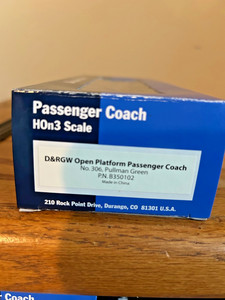 Passenger Coach
HOn3 Scale
D&RGW Open Platform Passenger Coach
No. 306, Pullman Green
P.N. 8350102
Made in China
210 Rock Point Drive, Durango, CO 81301 U.S.A.